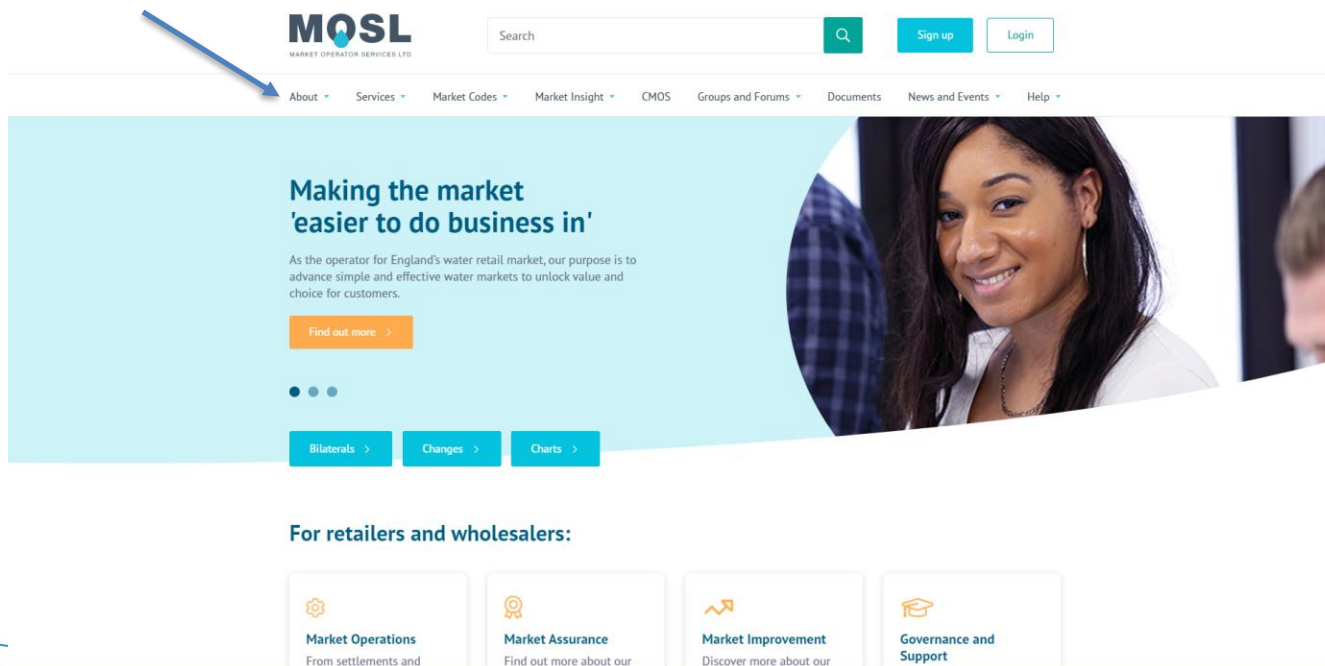 MOSL
MARKET OPERATOR SERVICES LTD
Search
Sign up
Login
About
Services
Market Codes
Market Insight
CMOS
Groups and Forums
Documents
News and Events
Help
Making the market
'easier to do business in'
As the operator for England's water retail market, our purpose is to
advance simple and effective water markets to unlock value and
choice for customers.
Find out more
Bilaterals
Changes
Charts
For retailers and wholesalers:
Market Operations
From settlements and
Market Assurance
Find out more about our
Market Improvement
Discover more about our
Governance and
Support